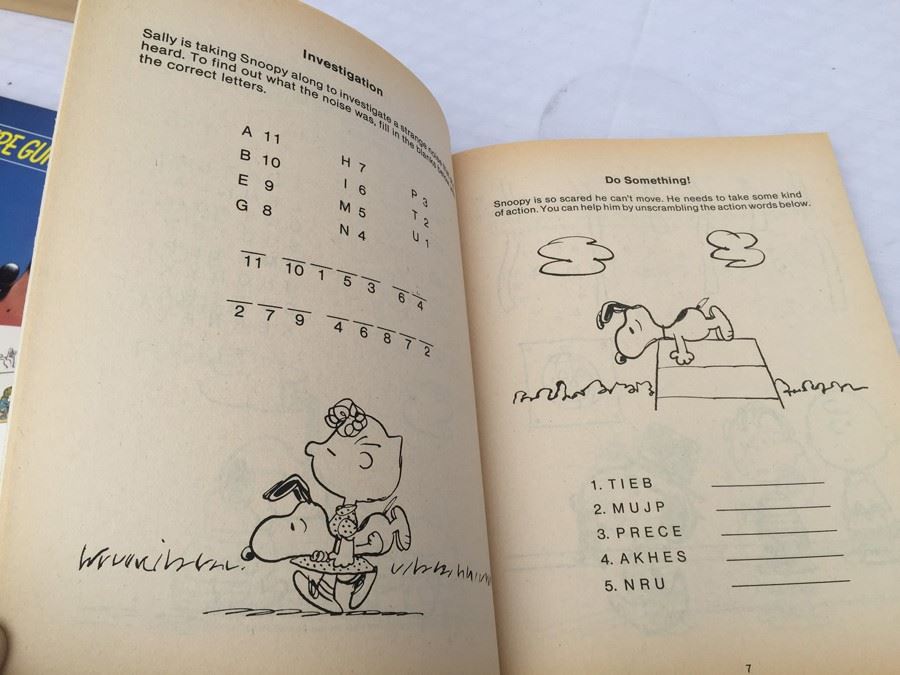 PE GU
Investigation
Sally is taking Snoopy along to investigate a strange noise
heard. To find out what the noise was, fill in the blanks below
the correct letters.
A 11
B 10
E 9
G 8
H 7
I 6
M 5
N 4
P 3
T 2
U 1
11 10 1 5 3 6 4
2 7 9 4 6 8 7 2
Do Something!
Snoopy is so scared he can't move. He needs to take some kind
of action. You can help him by unscrambling the action words below.
1. TIEB
2. MUJP
3. PRECE
4. AKHES
5. NRU
7